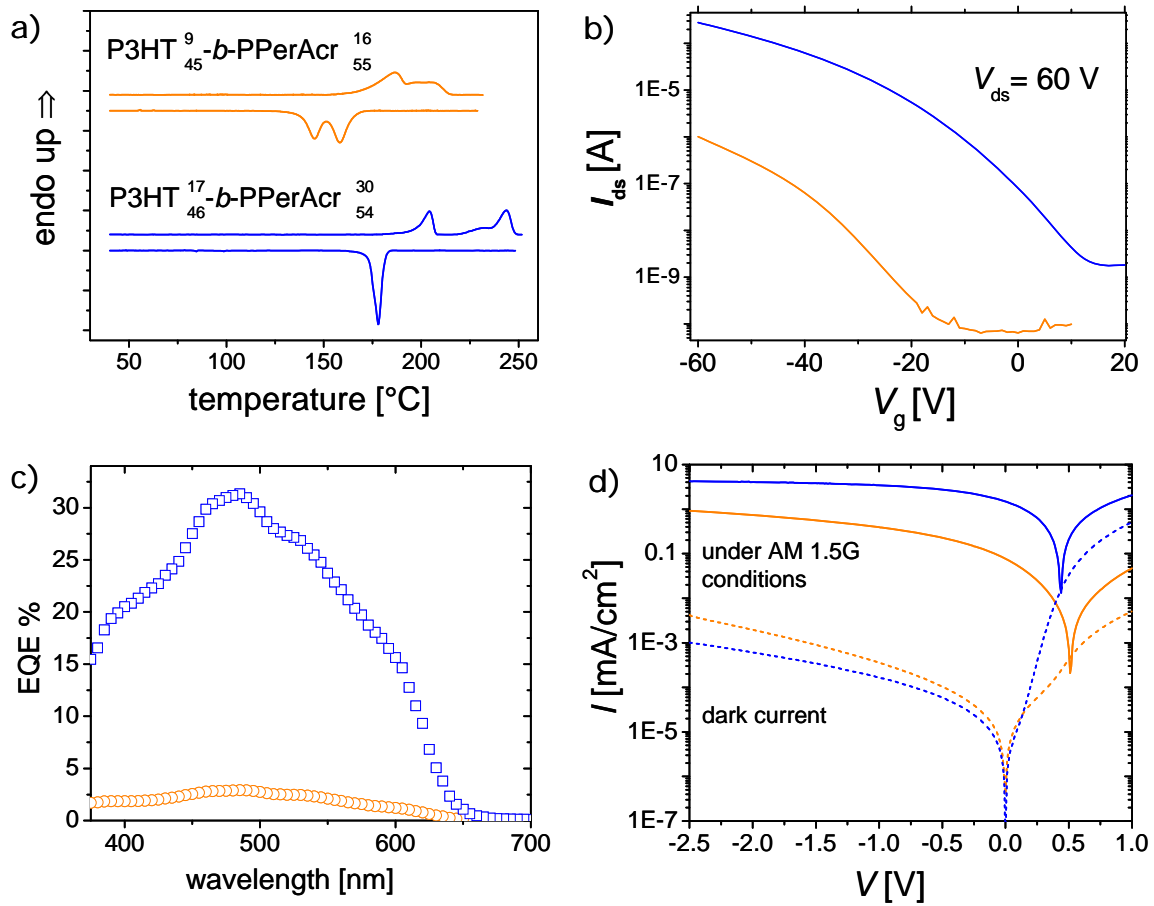 a)
P3HT 9 45 -b-PPerAcr 16 55
P3HT 17 46 -b-PPerAcr 30 54
endo up ⇒
50 100 150 200 250
temperature [°C]
b)
V_ds= 60 V
I_ds [A]
1E-5
1E-7
1E-9
-60 -40 -20 0 20
V_g [V]
c)
EQE %
30
25
20
15
10
5
0
400 500 600 700
wavelength [nm]
d)
I [mA/cm²]
10
0.1
1E-3
1E-5
1E-7
under AM 1.5G
conditions
dark current
-2.5 -2.0 -1.5 -1.0 -0.5 0.0 0.5 1.0
V [V]